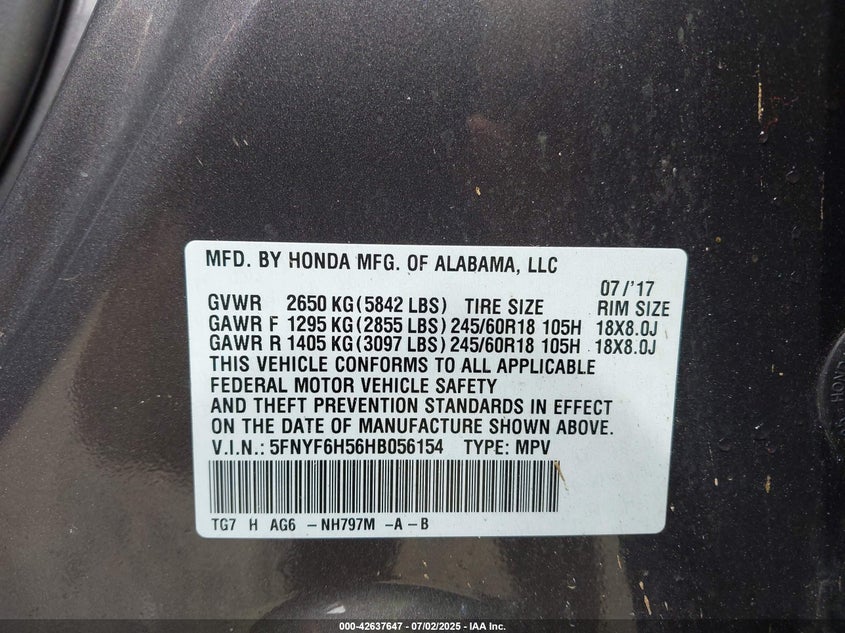 MFD. BY HONDA MFG. OF ALABAMA, LLC
07/'17
GVWR 2650 KG (5842 LBS) TIRE SIZE RIM SIZE
GAWR F 1295 KG (2855 LBS) 245/60R18 105H 18X8.0J
GAWR R 1405 KG (3097 LBS) 245/60R18 105H 18X8.0J
THIS VEHICLE CONFORMS TO ALL APPLICABLE
FEDERAL MOTOR VEHICLE SAFETY
AND THEFT PREVENTION STANDARDS IN EFFECT
ON THE DATE OF MANUFACTURE SHOWN ABOVE.
V.I.N.: 5FNYF6H56HB056154 TYPE: MPV
TG7 H AG6 -NH797M -A-B
000-42637647 - 07/02/2025 - IAA Inc.